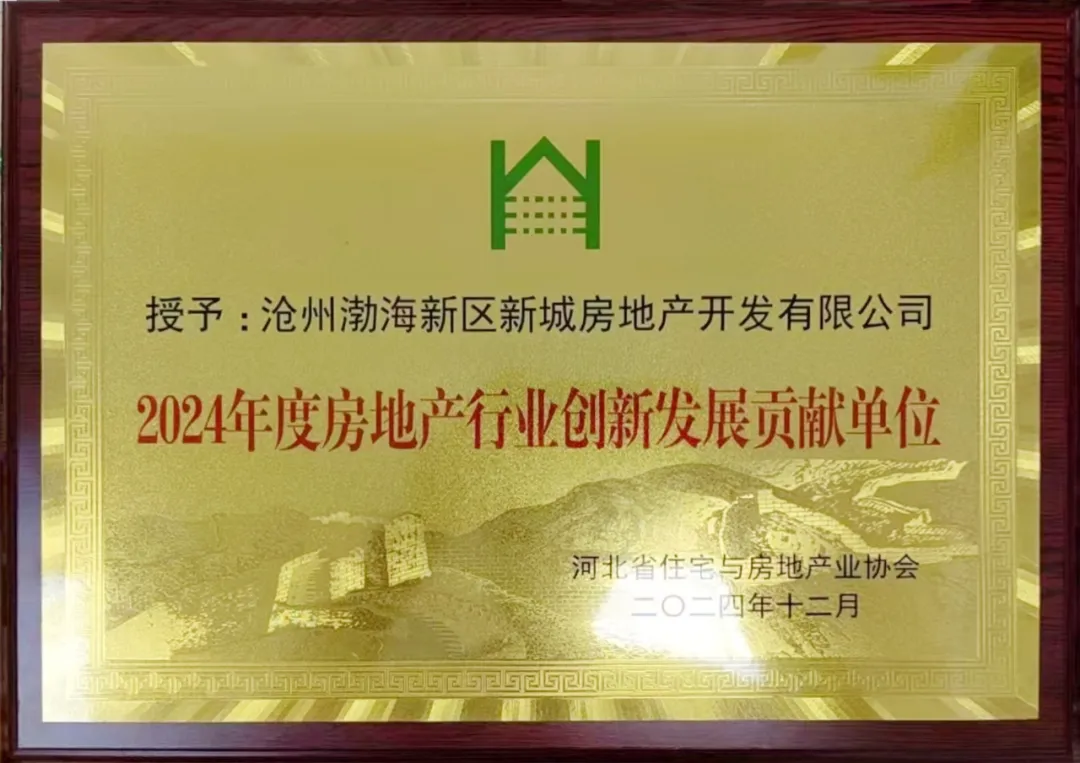 授予：沧州渤海新区新城房地产开发有限公司
2024年度房地产行业创新发展贡献单位
河北省住宅与房地产业协会
二〇二四年十二月